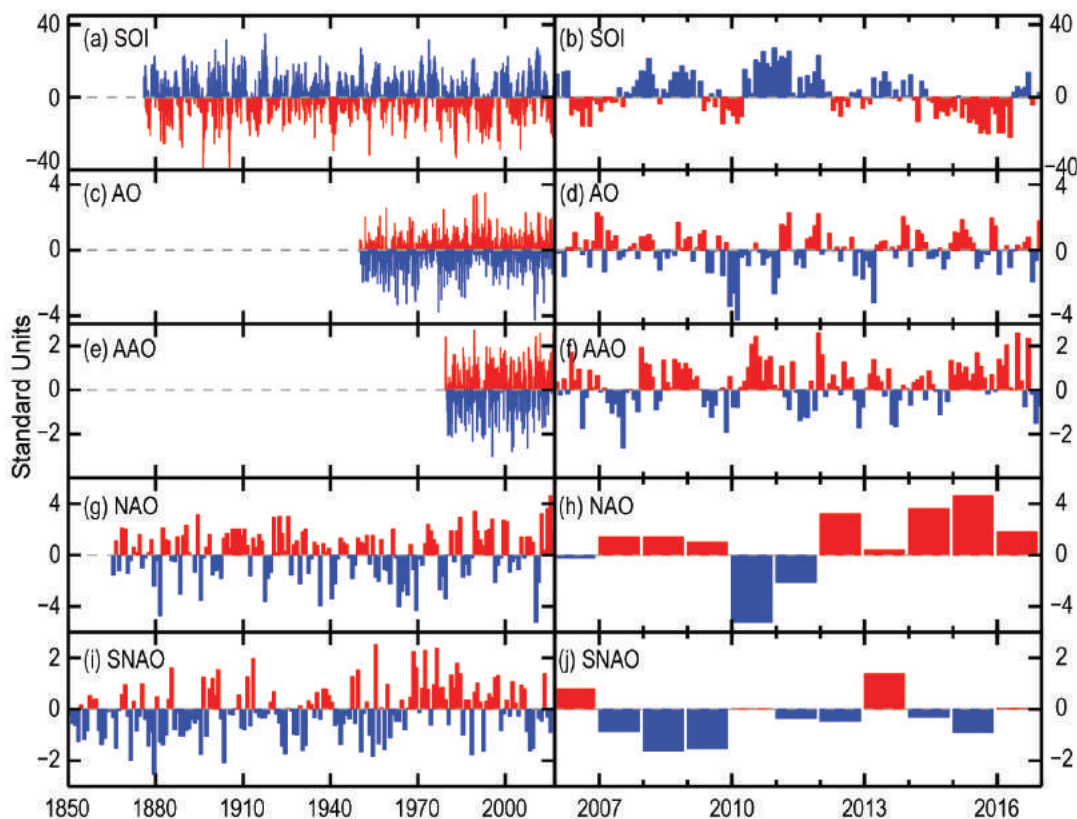 Standard Units
40
0
−40
(a) SOI
(b) SOI
40
0
−40
4
0
−4
(c) AO
(d) AO
4
0
−4
2
0
−2
(e) AAO
(f) AAO
2
0
−2
4
0
−4
(g) NAO
(h) NAO
4
0
−4
2
0
−2
(i) SNAO
(j) SNAO
2
0
−2
1850 1880 1910 1940 1970 2000 2007 2010 2013 2016